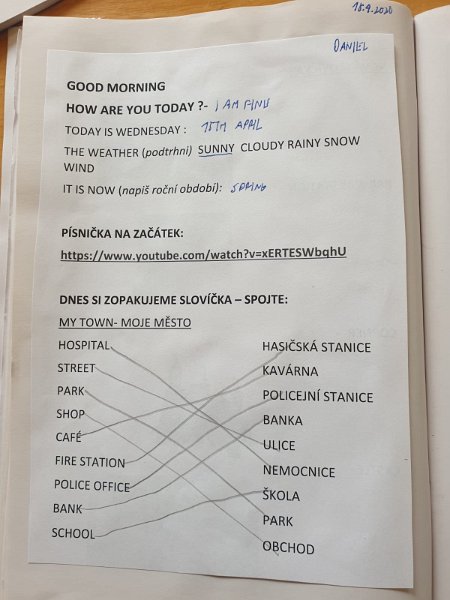 15.4.2020
DANIEL
GOOD MORNING
HOW ARE YOU TODAY ?- I AM FINE
TODAY IS WEDNESDAY : 15TH APRIL
THE WEATHER (podtrhni) SUNNY CLOUDY RAINY SNOW
WIND
IT IS NOW (napiš roční období): SPRING
PÍSNIČKA NA ZAČÁTEK:
https://www.youtube.com/watch?v=xERTESWbqhU
DNES SI ZOPAKUJEME SLOVÍČKA – SPOJTE:
MY TOWN- MOJE MĚSTO
HOSPITAL HASIČSKÁ STANICE
STREET KAVÁRNA
PARK POLICEJNÍ STANICE
SHOP BANKA
CAFÉ ULICE
FIRE STATION NEMOCNICE
POLICE OFFICE ŠKOLA
BANK PARK
SCHOOL OBCHOD